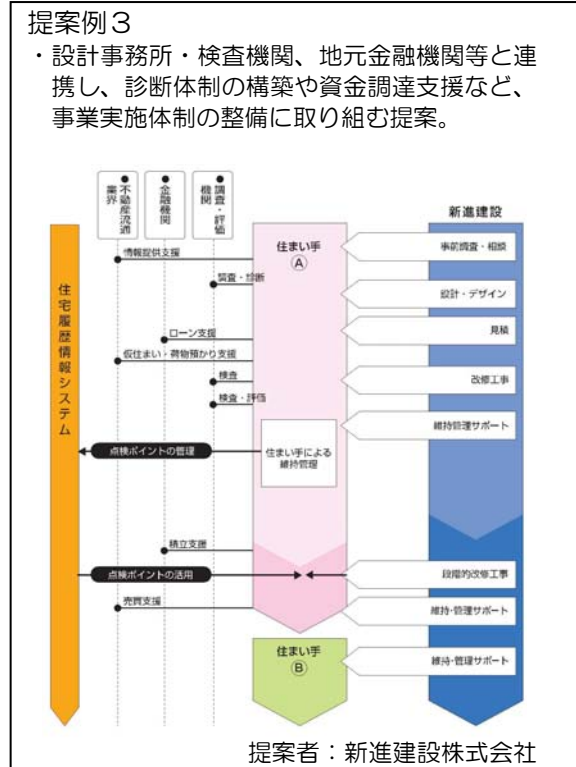 提案例３
・設計事務所・検査機関、地元金融機関等と連
携し、診断体制の構築や資金調達支援など、
事業実施体制の整備に取り組む提案。
不動産流通
業界
金融機関
調査・評価
機関
新進建設
住まい手
Ⓐ
事前調査・相談
情報提供支援
調査・診断
設計・デザイン
住宅履歴情報システム
ローン支援
見積
仮住まい・荷物預かり支援
検査
改修工事
検査・評価
維持管理サポート
点検ポイントの管理
住まい手による
維持管理
積立支援
点検ポイントの活用
段階的改修工事
売買支援
維持・管理サポート
住まい手
Ⓑ
維持・管理サポート
提案者：新進建設株式会社